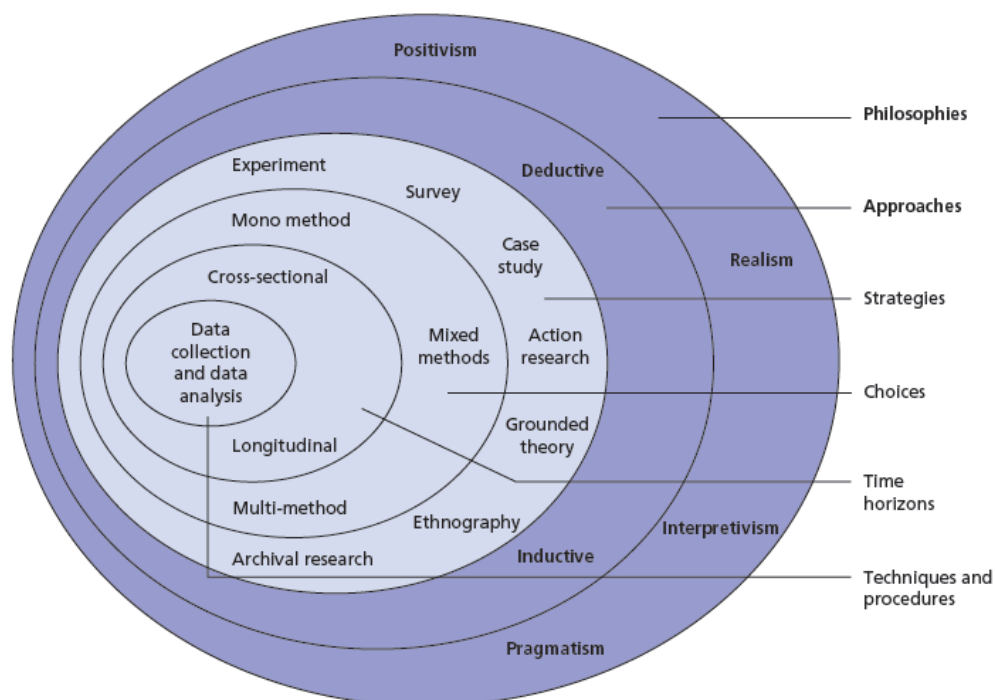 Positivism
Philosophies
Deductive
Approaches
Realism
Experiment
Survey
Mono method
Case
study
Strategies
Cross-sectional
Data
collection
and data
analysis
Mixed
methods
Action
research
Choices
Grounded
theory
Longitudinal
Time
horizons
Multi-method
Ethnography
Interpretivism
Archival research
Inductive
Techniques and
procedures
Pragmatism